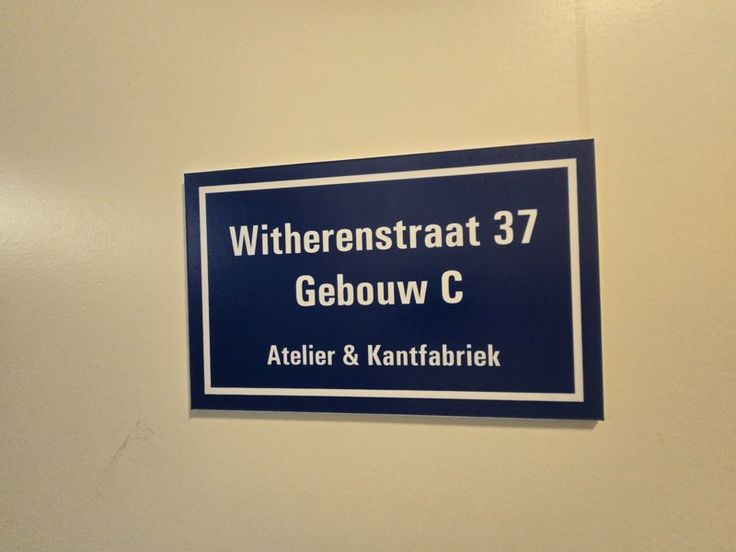 Witherenstraat 37
Gebouw C
Atelier & Kantfabriek